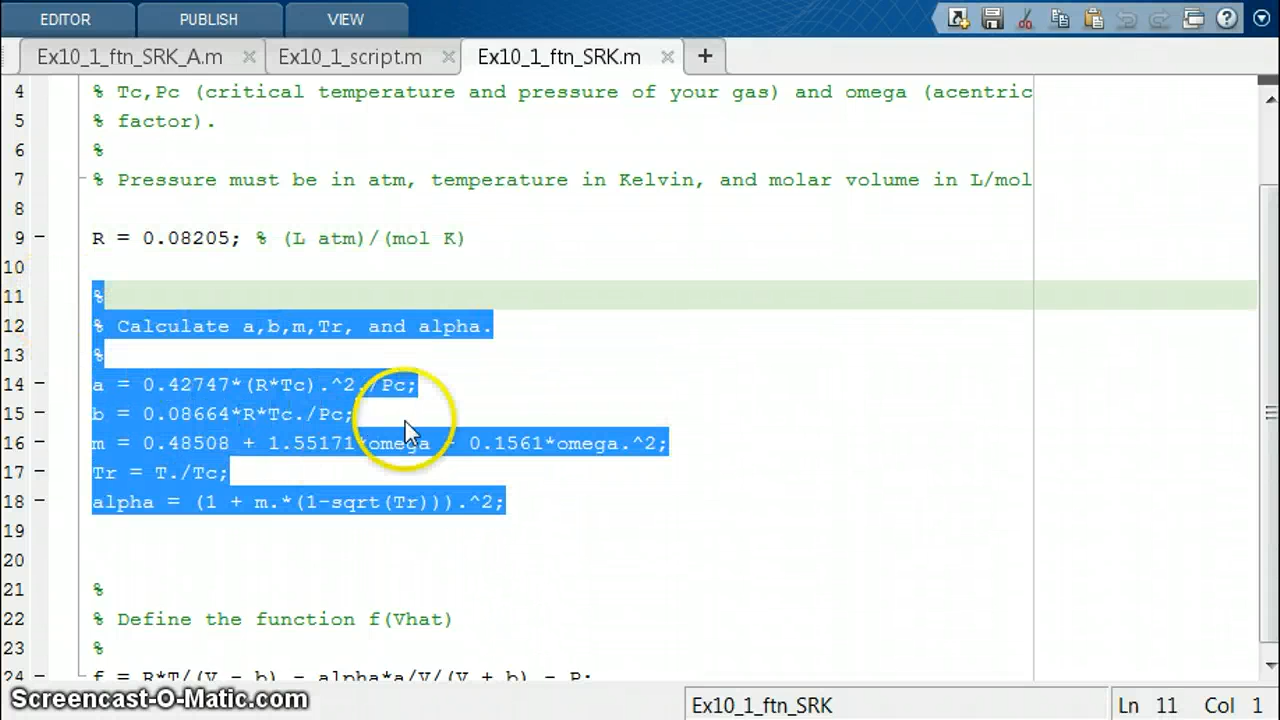 EDITOR PUBLISH VIEW
Ex10_1_ftn_SRK_A.m Ex10_1_script.m Ex10_1_ftn_SRK.m +
4 % Tc,Pc (critical temperature and pressure of your gas) and omega (acentric
5 % factor).
6 %
7 % Pressure must be in atm, temperature in Kelvin, and molar volume in L/mol
8
9 R = 0.08205; % (L atm)/(mol K)
10
11 %
12 % Calculate a,b,m,Tr, and alpha.
13 %
14 a = 0.42747*(R*Tc).^2./Pc;
15 b = 0.08664*R*Tc./Pc;
16 m = 0.48508 + 1.55171*omega - 0.1561*omega.^2;
17 Tr = T./Tc;
18 alpha = (1 + m.*(1-sqrt(Tr))).^2;
19
20
21 %
22 % Define the function f(Vhat)
23 %
24 f = R*T/(V - b) - alpha*a/V/(V + b) - P;
Screencast-O-Matic.com
Ex10_1_ftn_SRK Ln 11 Col 1